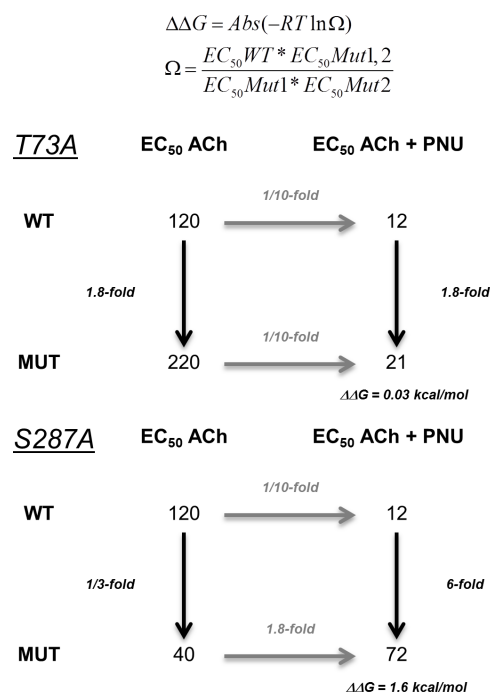 ΔΔG = Abs(−RT ln Ω)
Ω = EC50WT * EC50Mut1,2 / EC50Mut1* EC50Mut2
T73A EC50 ACh EC50 ACh + PNU
1/10-fold
WT 120 12
1.8-fold 1.8-fold
1/10-fold
MUT 220 21
ΔΔG = 0.03 kcal/mol
S287A EC50 ACh EC50 ACh + PNU
1/10-fold
WT 120 12
1/3-fold 6-fold
1.8-fold
MUT 40 72
ΔΔG = 1.6 kcal/mol